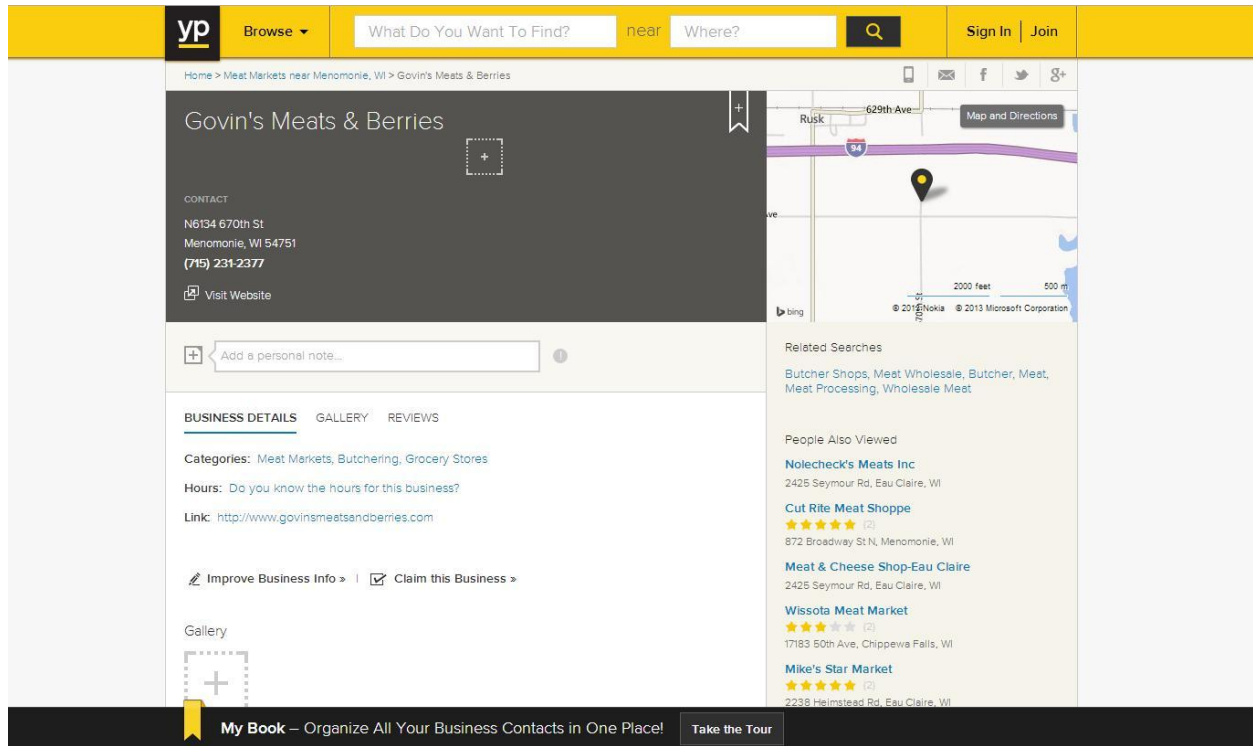 yp
Browse
What Do You Want To Find?
near
Where?
Sign In | Join
Home > Meat Markets near Menomonie, WI > Govin's Meats & Berries
f
g+
Govin's Meats & Berries
CONTACT
N6134 670th St
Menomonie, WI 54751
(715) 231-2377
Visit Website
629th Ave
Rusk
Map and Directions
94
ve
2000 feet
500 m
bing
© 2013 Microsoft Corporation
Add a personal note...
BUSINESS DETAILS GALLERY REVIEWS
Categories: Meat Markets, Butchering, Grocery Stores
Hours: Do you know the hours for this business?
Link: http://www.govinsmeatsandberries.com
Improve Business Info » | Claim this Business »
Gallery
Related Searches
Butcher Shops, Meat Wholesale, Butcher, Meat,
Meat Processing, Wholesale Meat
People Also Viewed
Nolecheck's Meats Inc
2425 Seymour Rd, Eau Claire, WI
Cut Rite Meat Shoppe
(2)
872 Broadway St N, Menomonie, WI
Meat & Cheese Shop-Eau Claire
2425 Seymour Rd, Eau Claire, WI
Wissota Meat Market
(2)
17183 50th Ave, Chippewa Falls, WI
Mike's Star Market
(2)
2238 Heimstead Rd, Eau Claire, WI
My Book – Organize All Your Business Contacts in One Place!
Take the Tour